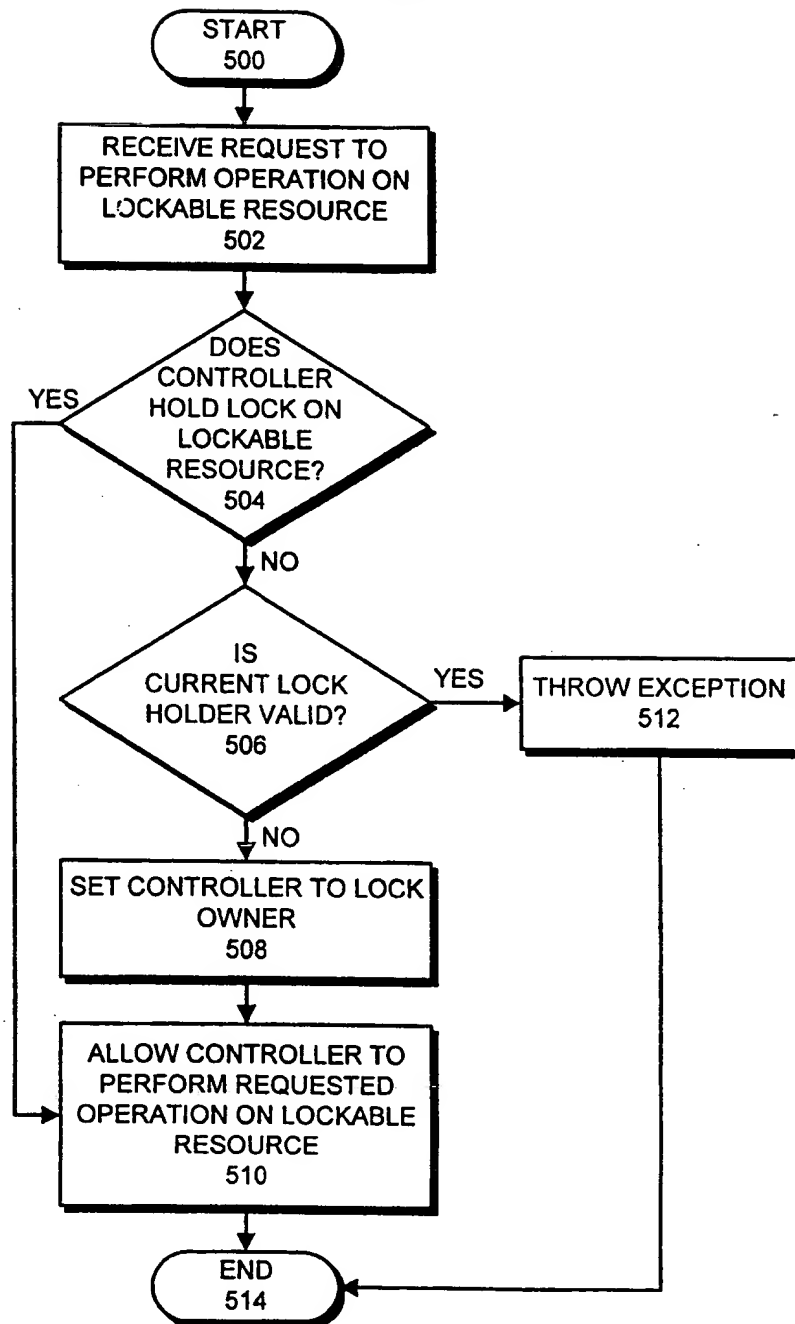 START
500
RECEIVE REQUEST TO
PERFORM OPERATION ON
LOCKABLE RESOURCE
502
DOES
CONTROLLER
HOLD LOCK ON
LOCKABLE
RESOURCE?
504
YES
NO
IS
CURRENT LOCK
HOLDER VALID?
506
YES
THROW EXCEPTION
512
NO
SET CONTROLLER TO LOCK
OWNER
508
ALLOW CONTROLLER TO
PERFORM REQUESTED
OPERATION ON LOCKABLE
RESOURCE
510
END
514